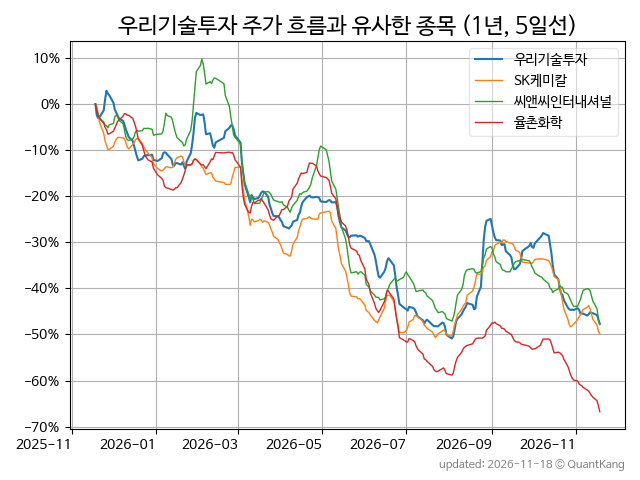 우리기술투자 주가 흐름과 유사한 종목 (1년, 5일선)
10%
0%
−10%
−20%
−30%
−40%
−50%
−60%
−70%
우리기술투자
SK케미칼
씨앤씨인터내셔널
율촌화학
2025-11
2026-01
2026-03
2026-05
2026-07
2026-09
2026-11
updated: 2026-11-18 © QuantKang